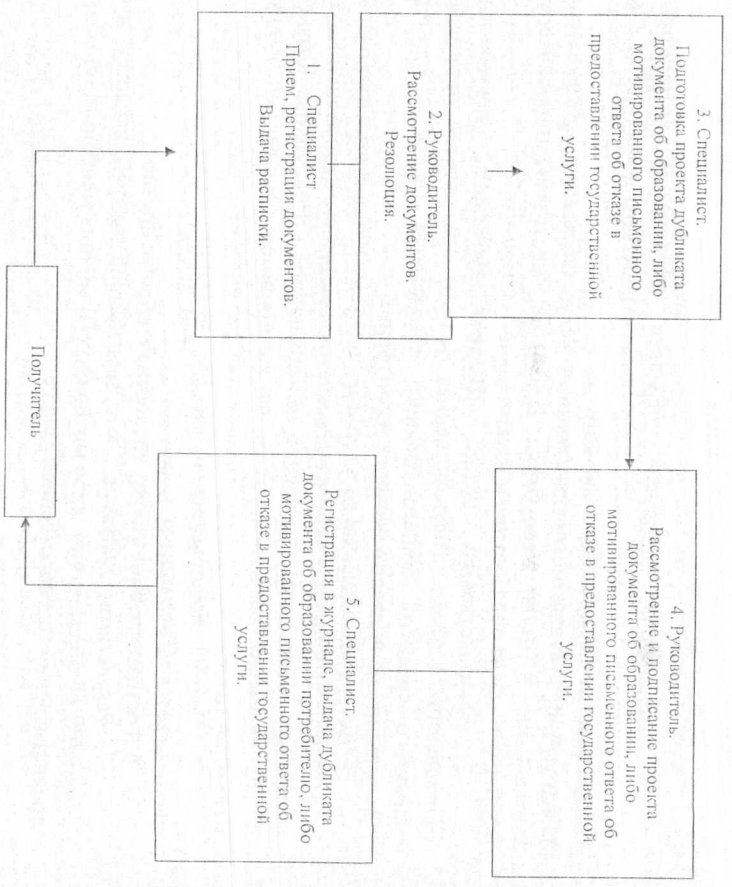 3. Специалист.
Подготовка проекта дубликата
документа об образовании, либо
мотивированного письменного
ответа об отказе в
предоставлении государственной
услуги.
2. Руководитель.
Рассмотрение документов.
Резолюция.
1. Специалист
Прием, регистрация документов.
Выдача расписки.
4. Руководитель.
Рассмотрение и подписание проекта
документа об образовании, либо
мотивированного письменного ответа об
отказе в предоставлении государственной
услуги.
5. Специалист.
Регистрация в журнале, выдача дубликата
документа об образовании потребителю, либо
мотивированного письменного ответа об
отказе в предоставлении государственной
услуги.
Получатель